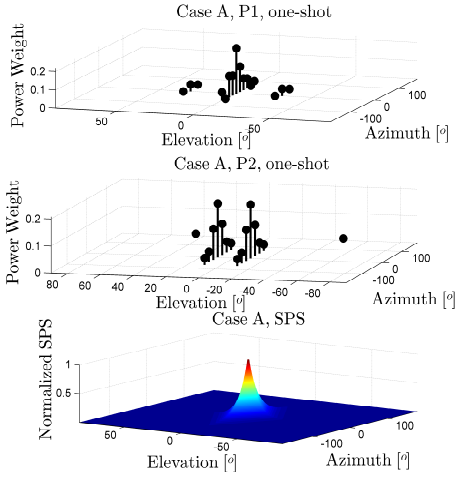 Case A, P1, one-shot
Power Weight
0.2
0.1
0
50
0
-50
-100
0
100
Elevation [o]
Azimuth [o]
Case A, P2, one-shot
Power Weight
0.2
0.1
0
80
60
40
20
0
-20
-40
-60
-80
-100
0
100
Elevation [o]
Azimuth [o]
Case A, SPS
Normalized SPS
1
0.5
50
0
-50
-100
0
100
Elevation [o]
Azimuth [o]